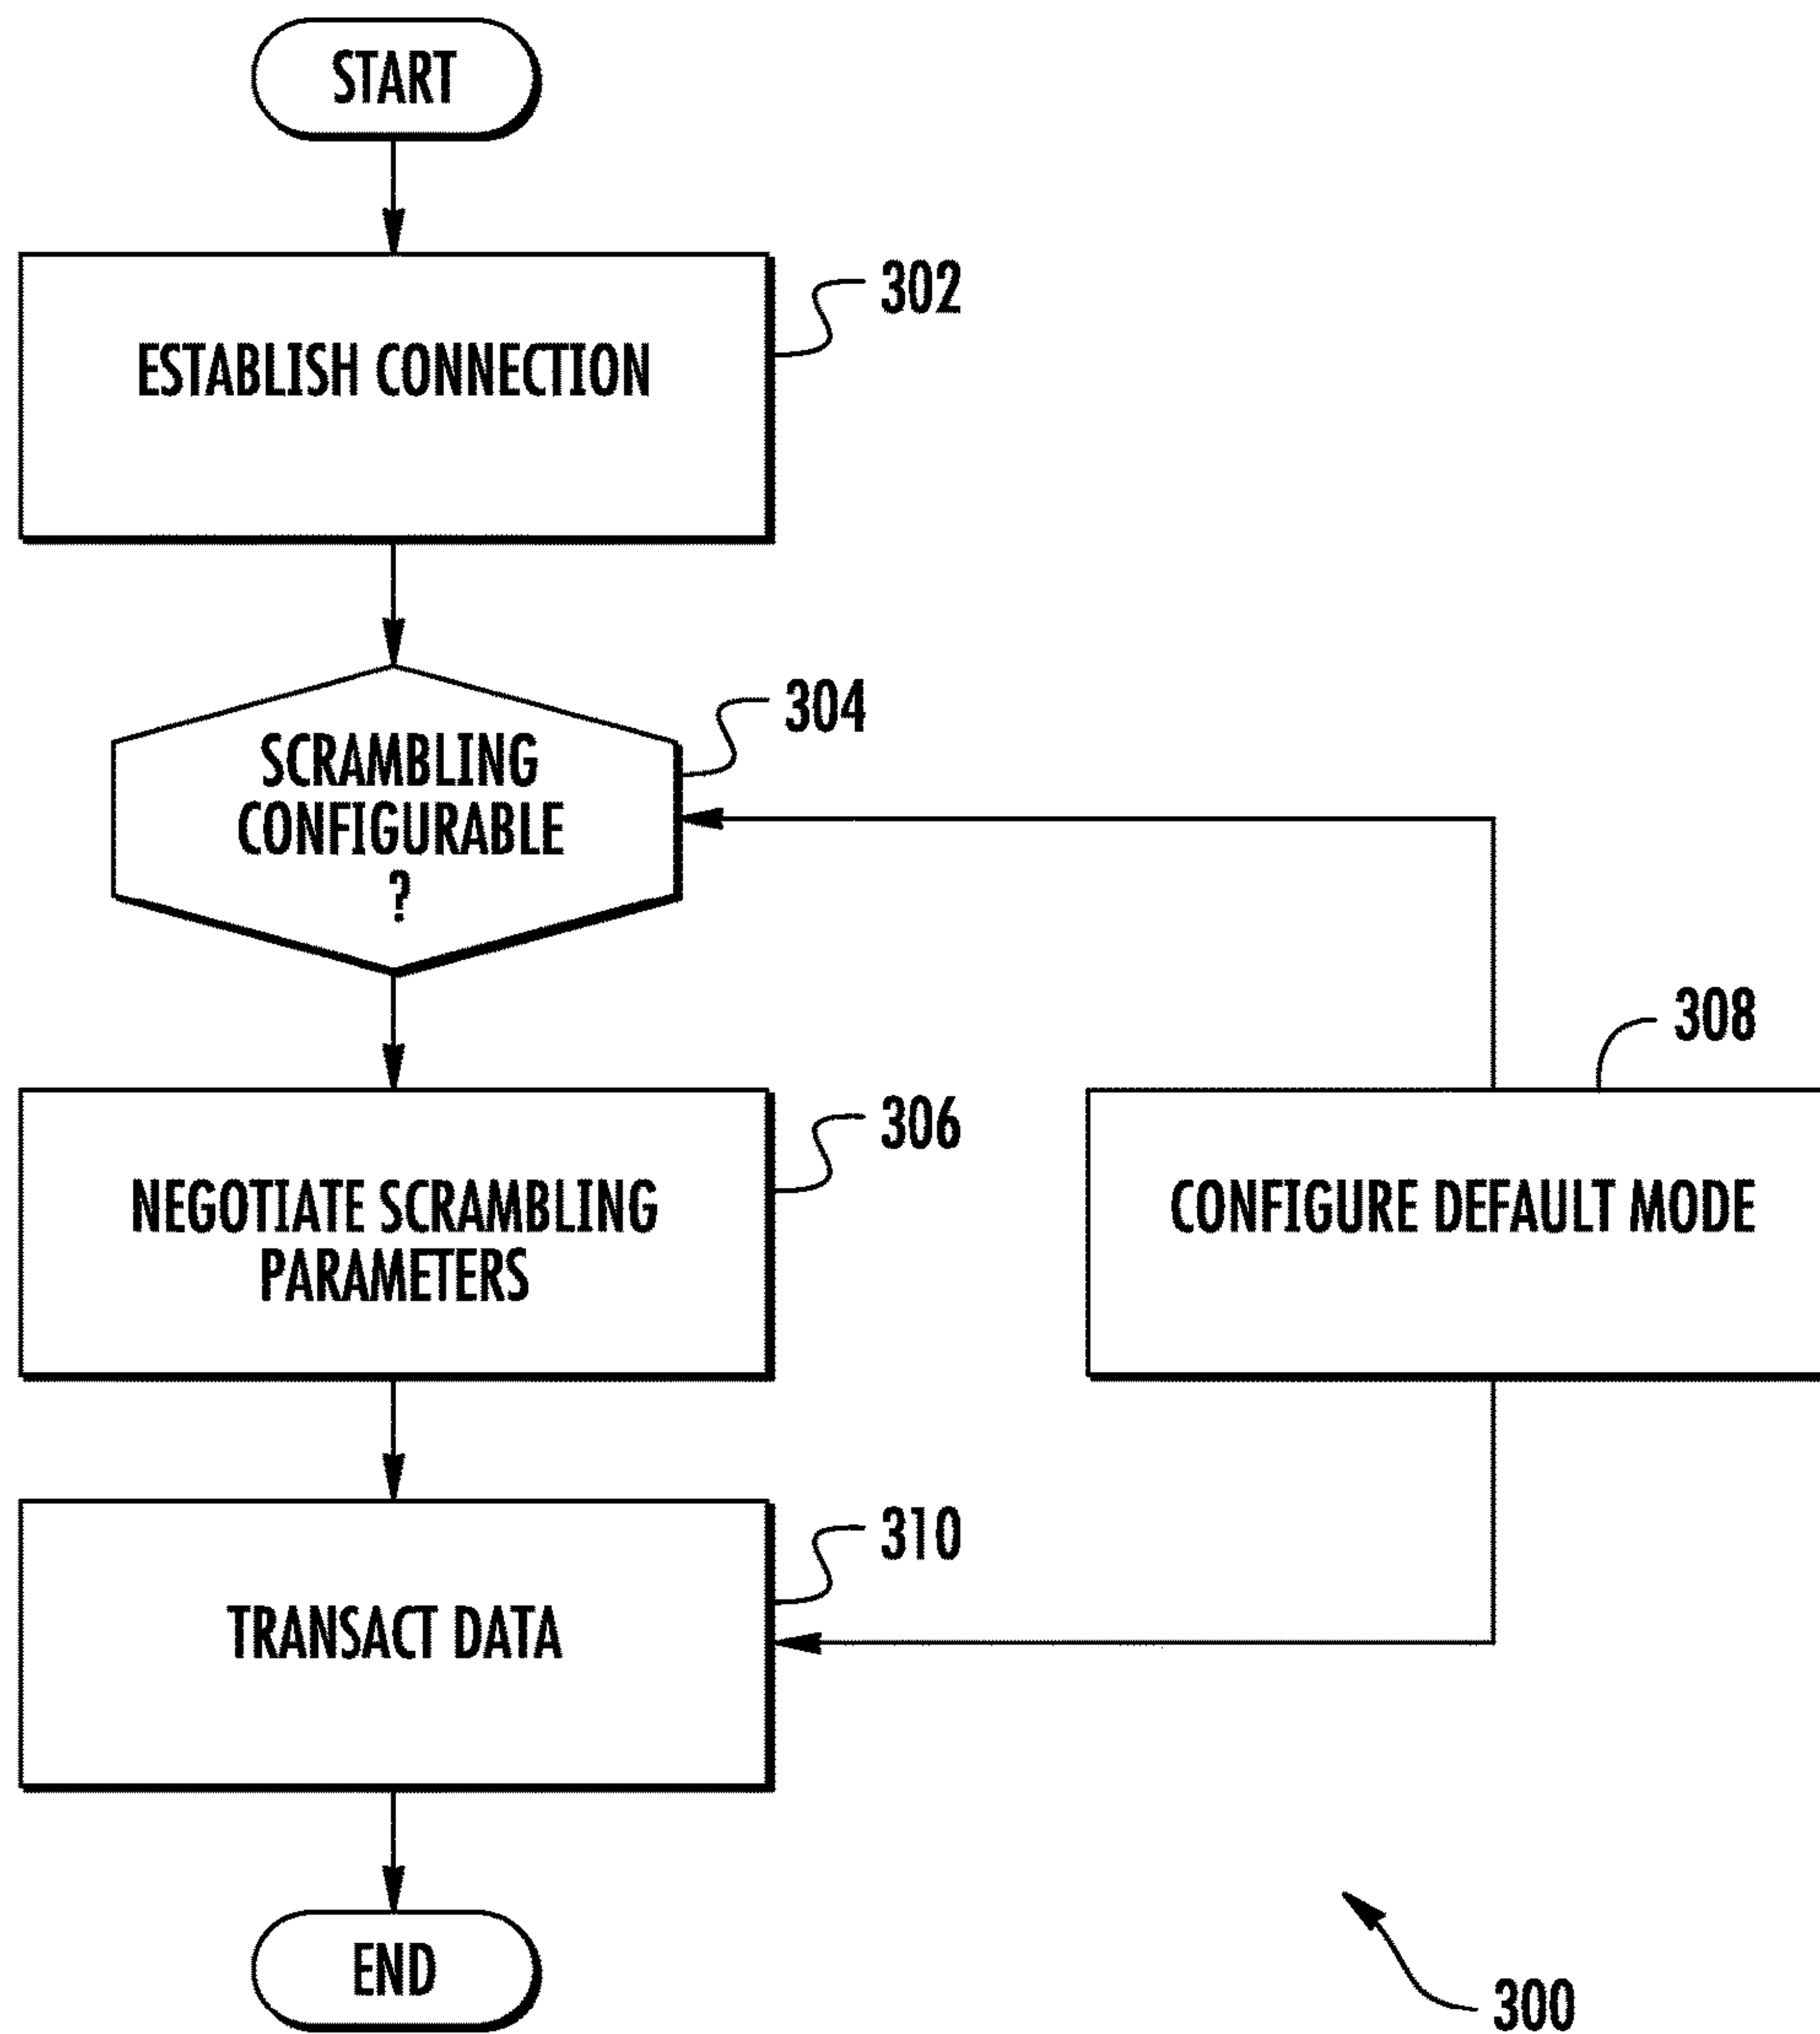 START
302
ESTABLISH CONNECTION
304
SCRAMBLING
CONFIGURABLE
?
308
306
NEGOTIATE SCRAMBLING
PARAMETERS
CONFIGURE DEFAULT MODE
310
TRANSACT DATA
END
300